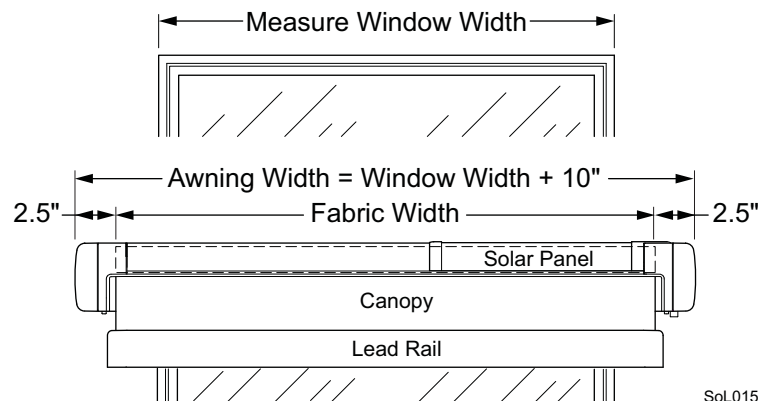 Measure Window Width
Awning Width = Window Width + 10"
2.5" Fabric Width 2.5"
Solar Panel
Canopy
Lead Rail
SoL015